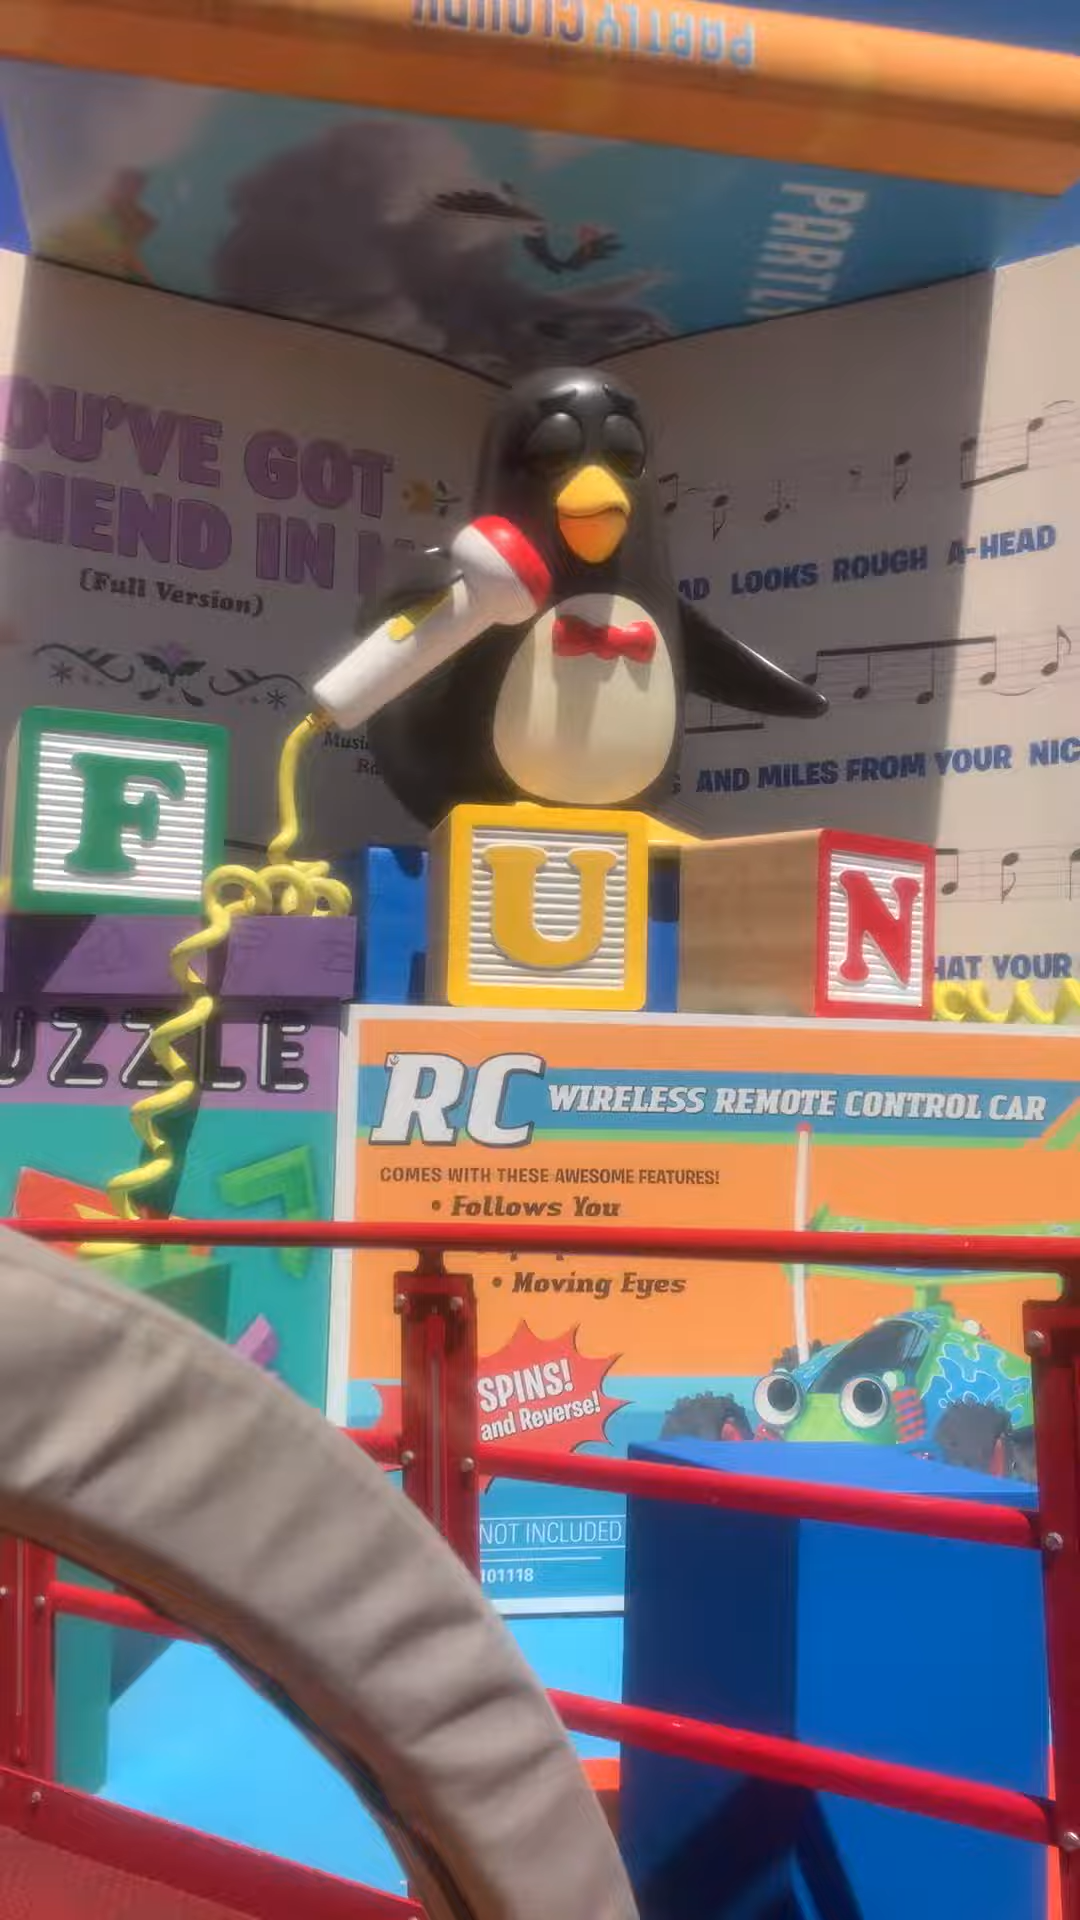 PARTLY CLOUDY
PARTLY
OU'VE GOT
RIEND IN
(Full Version)
AD LOOKS ROUGH A-HEAD
AND MILES FROM YOUR NIC
HAT YOUR
F
U
N
UZZLE
RC WIRELESS REMOTE CONTROL CAR
COMES WITH THESE AWESOME FEATURES!
• Follows You
• Moving Eyes
SPINS!
and Reverse!
NOT INCLUDED
101118